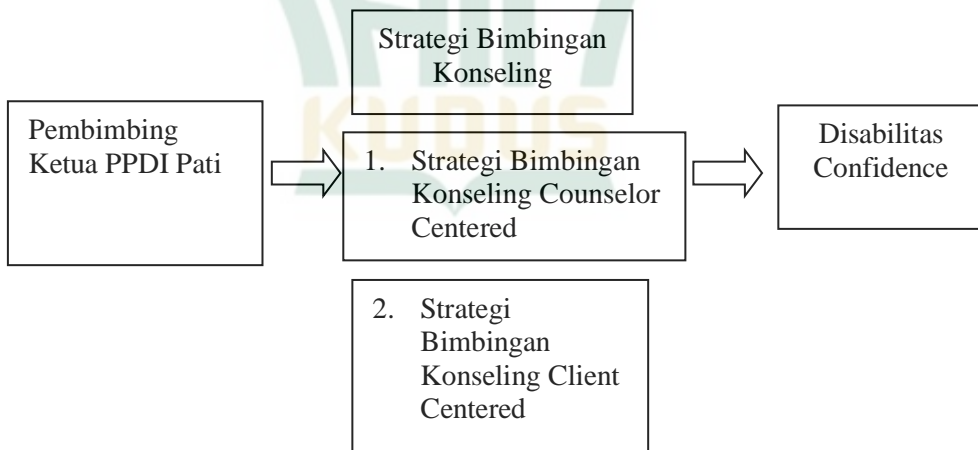 Strategi Bimbingan
Konseling
KUDUS
Pembimbing
Ketua PPDI Pati
1. Strategi Bimbingan
Konseling Counselor
Centered
Disabilitas
Confidence
2. Strategi
Bimbingan
Konseling Client
Centered